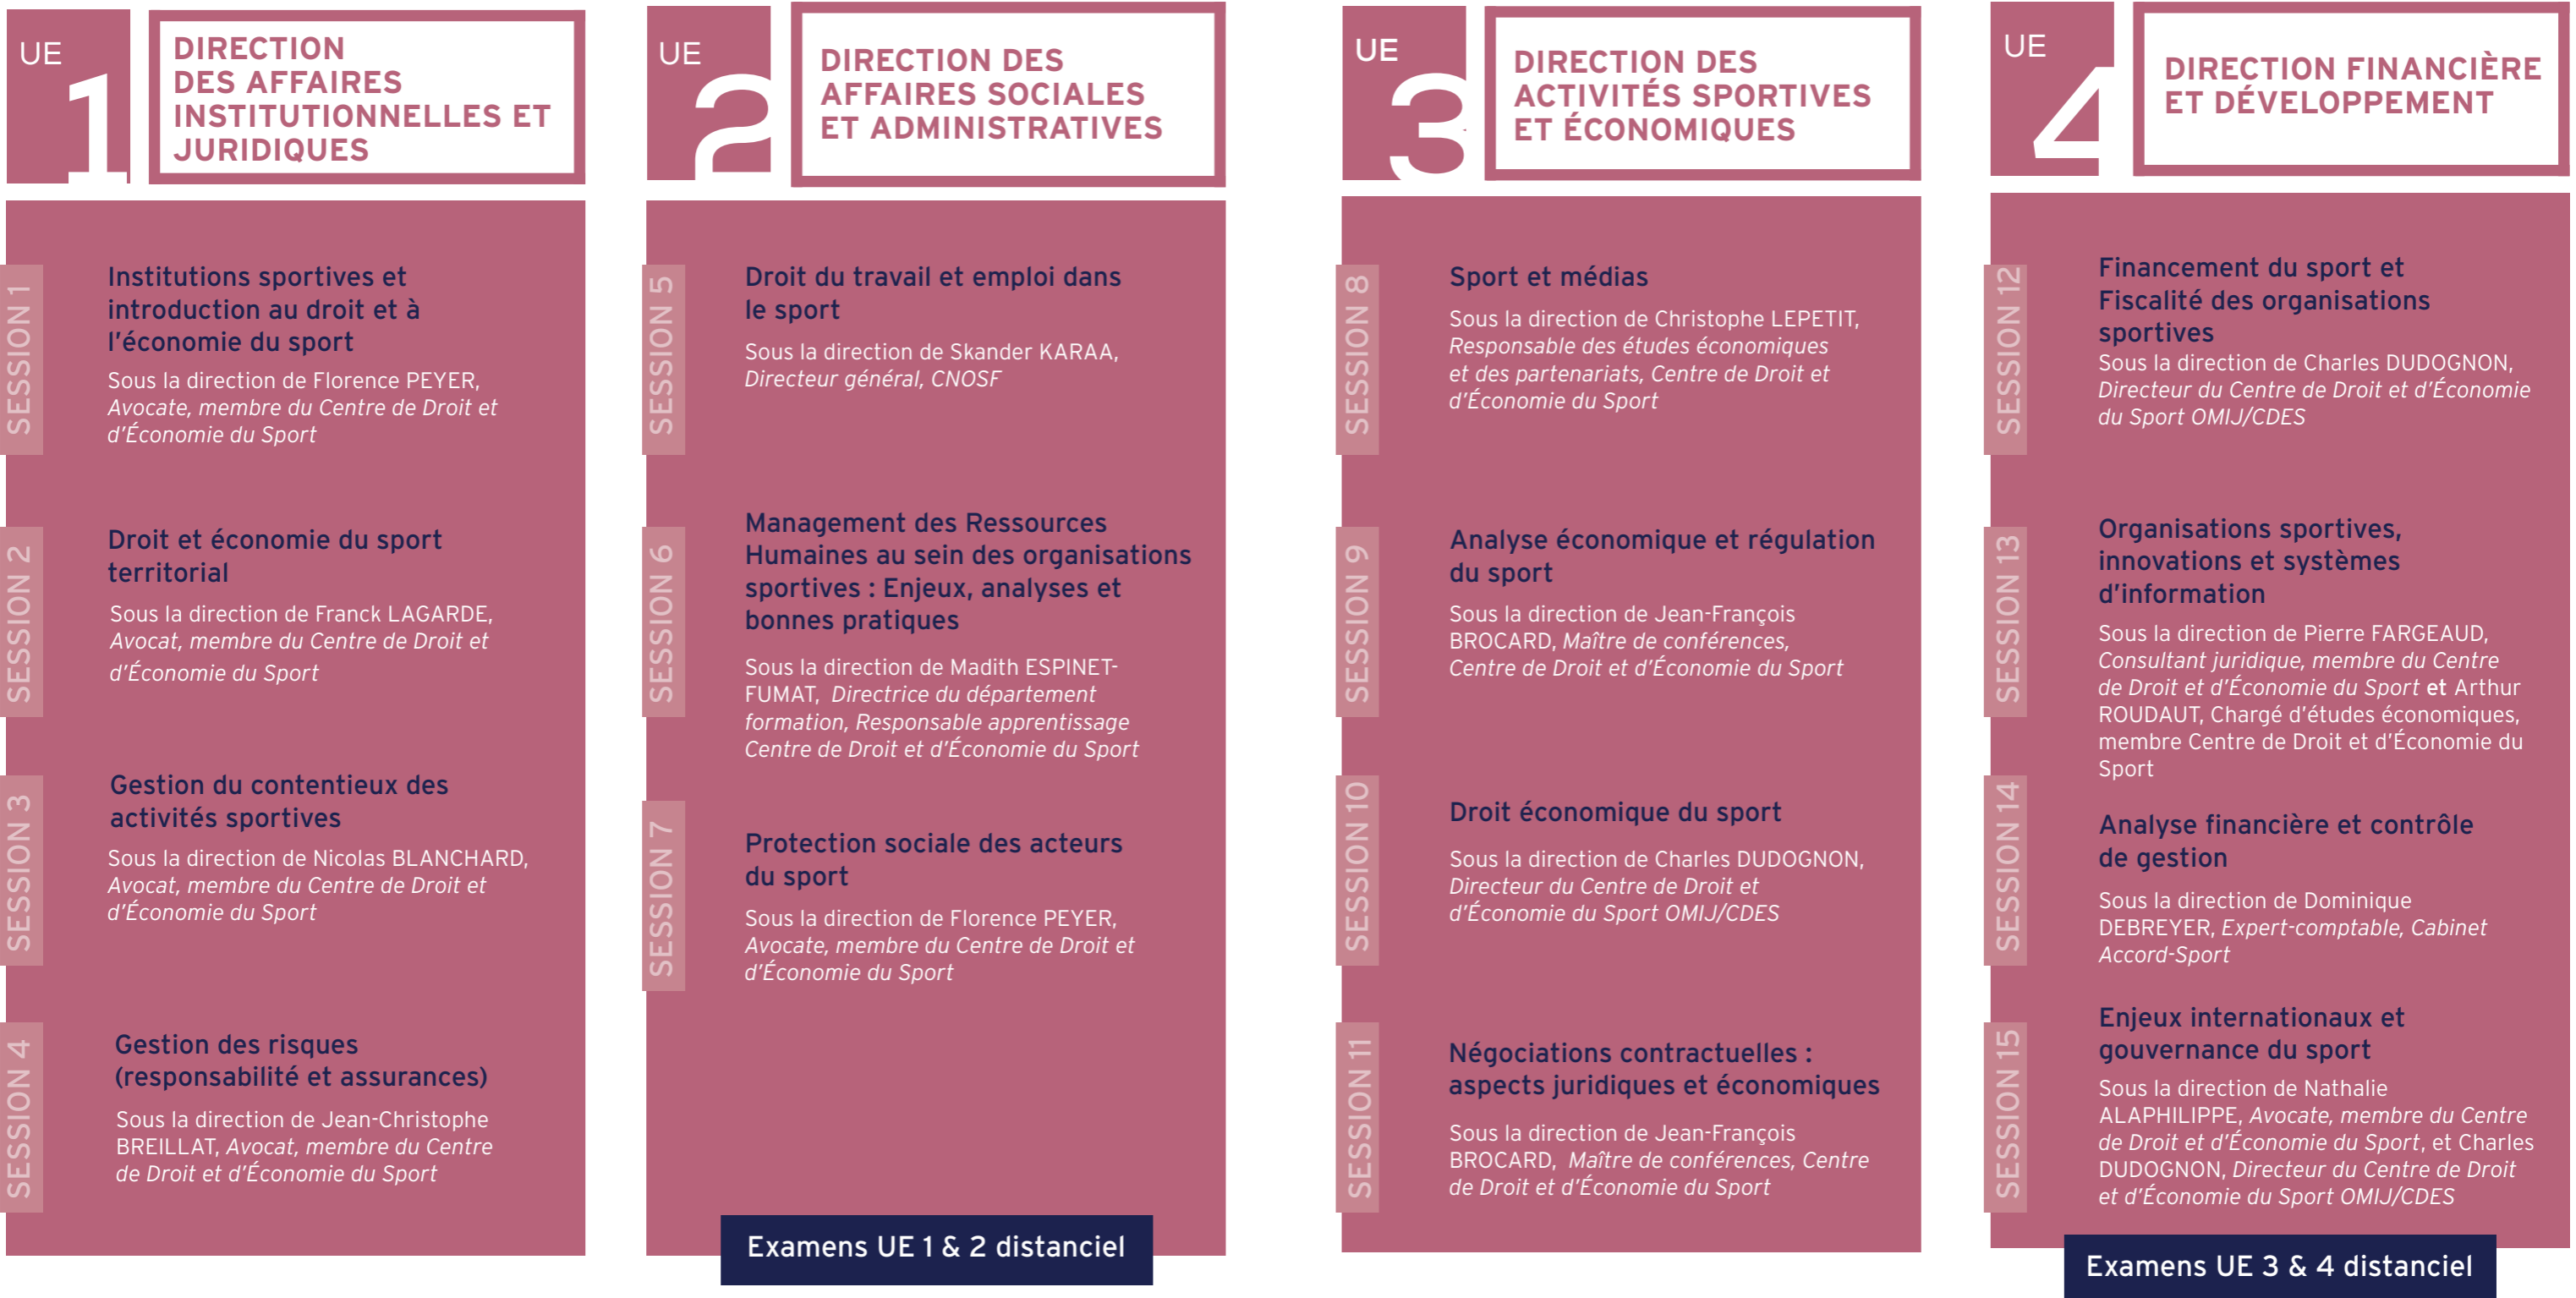 UE
1
DIRECTION
DES AFFAIRES
INSTITUTIONNELLES ET
JURIDIQUES
SESSION 1
Institutions sportives et
introduction au droit et à
l’économie du sport
Sous la direction de Florence PEYER,
Avocate, membre du Centre de Droit et
d’Économie du Sport
SESSION 2
Droit et économie du sport
territorial
Sous la direction de Franck LAGARDE,
Avocat, membre du Centre de Droit et
d’Économie du Sport
SESSION 3
Gestion du contentieux des
activités sportives
Sous la direction de Nicolas BLANCHARD,
Avocat, membre du Centre de Droit et
d’Économie du Sport
SESSION 4
Gestion des risques
(responsabilité et assurances)
Sous la direction de Jean-Christophe
BREILLAT, Avocat, membre du Centre
de Droit et d’Économie du Sport
UE
2
DIRECTION DES
AFFAIRES SOCIALES
ET ADMINISTRATIVES
SESSION 5
Droit du travail et emploi dans
le sport
Sous la direction de Skander KARAA,
Directeur général, CNOSF
SESSION 6
Management des Ressources
Humaines au sein des organisations
sportives : Enjeux, analyses et
bonnes pratiques
Sous la direction de Madith ESPINET-
FUMAT, Directrice du département
formation, Responsable apprentissage
Centre de Droit et d’Économie du Sport
SESSION 7
Protection sociale des acteurs
du sport
Sous la direction de Florence PEYER,
Avocate, membre du Centre de Droit et
d’Économie du Sport
Examens UE 1 & 2 distanciel
UE
3
DIRECTION DES
ACTIVITÉS SPORTIVES
ET ÉCONOMIQUES
SESSION 8
Sport et médias
Sous la direction de Christophe LEPETIT,
Responsable des études économiques
et des partenariats, Centre de Droit et
d’Économie du Sport
SESSION 9
Analyse économique et régulation
du sport
Sous la direction de Jean-François
BROCARD, Maître de conférences,
Centre de Droit et d’Économie du Sport
SESSION 10
Droit économique du sport
Sous la direction de Charles DUDOGNON,
Directeur du Centre de Droit et
d’Économie du Sport OMIJ/CDES
SESSION 11
Négociations contractuelles :
aspects juridiques et économiques
Sous la direction de Jean-François
BROCARD, Maître de conférences, Centre
de Droit et d’Économie du Sport
UE
4
DIRECTION FINANCIÈRE
ET DÉVELOPPEMENT
SESSION 12
Financement du sport et
Fiscalité des organisations
sportives
Sous la direction de Charles DUDOGNON,
Directeur du Centre de Droit et d’Économie
du Sport OMIJ/CDES
SESSION 13
Organisations sportives,
innovations et systèmes
d’information
Sous la direction de Pierre FARGEAUD,
Consultant juridique, membre du Centre
de Droit et d’Économie du Sport et Arthur
ROUDAUT, Chargé d’études économiques,
membre Centre de Droit et d’Économie du
Sport
SESSION 14
Analyse financière et contrôle
de gestion
Sous la direction de Dominique
DEBREYER, Expert-comptable, Cabinet
Accord-Sport
SESSION 15
Enjeux internationaux et
gouvernance du sport
Sous la direction de Nathalie
ALAPHILIPPE, Avocate, membre du Centre
de Droit et d’Économie du Sport, et Charles
DUDOGNON, Directeur du Centre de Droit
et d’Économie du Sport OMIJ/CDES
Examens UE 3 & 4 distanciel